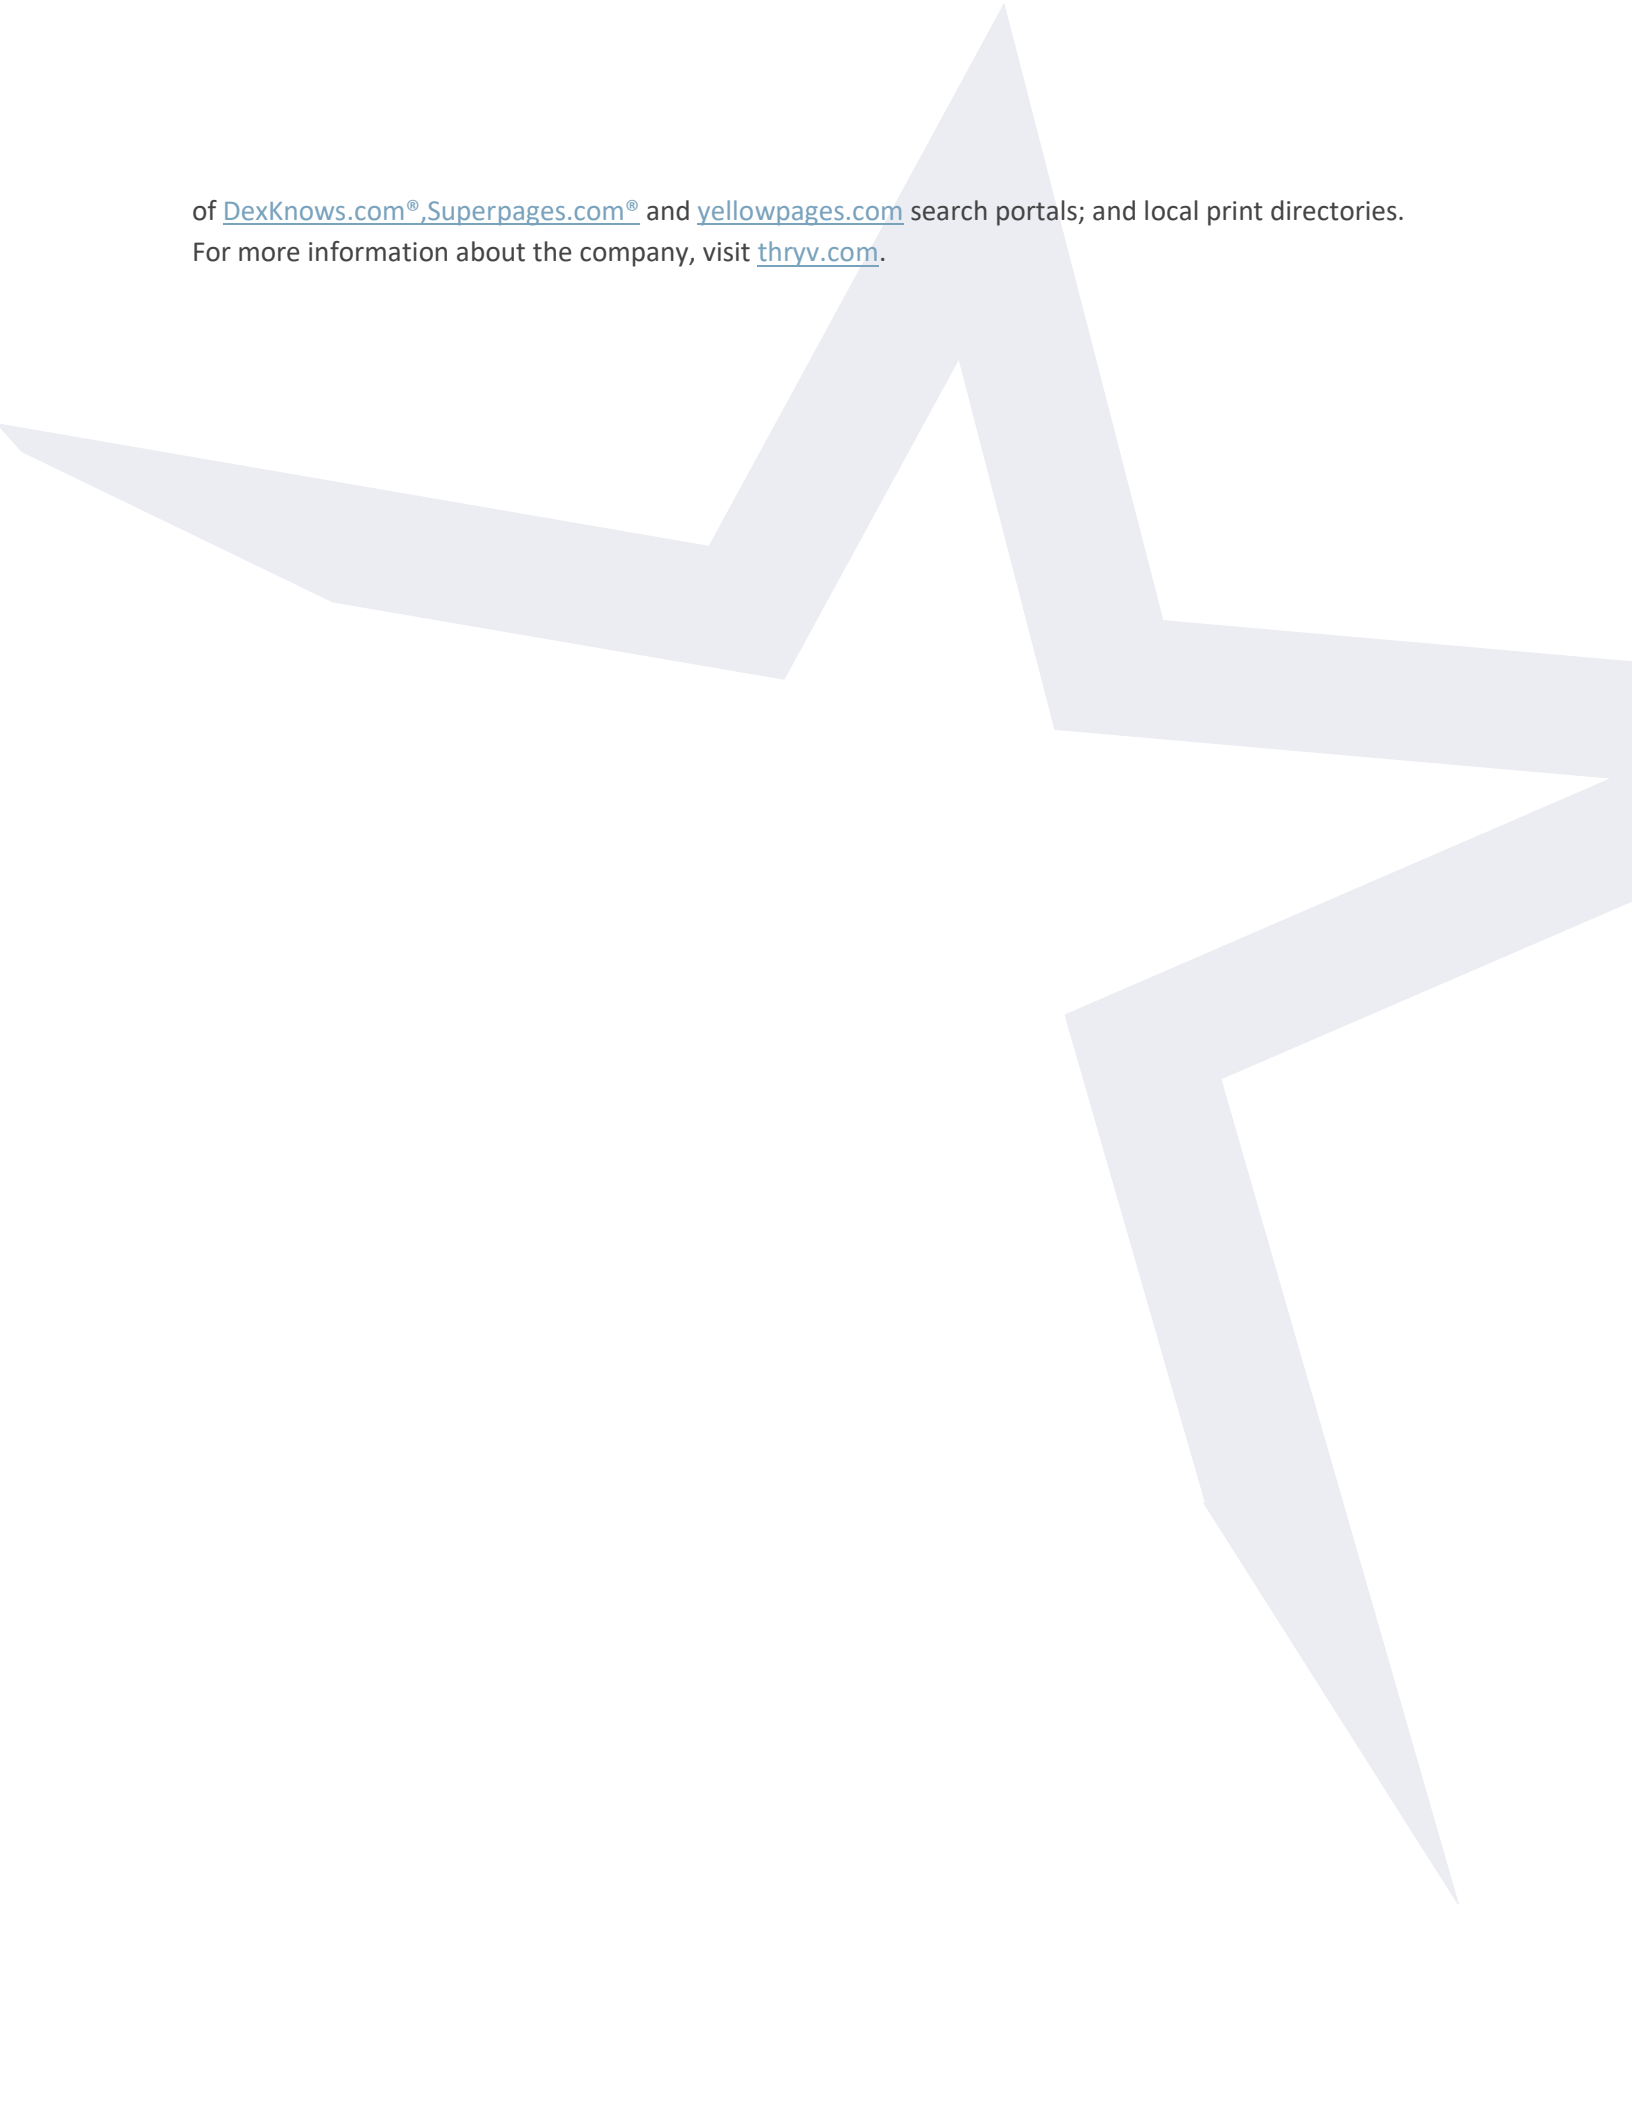 of DexKnows.com®,Superpages.com® and yellowpages.com search portals; and local print directories.
For more information about the company, visit thryv.com.